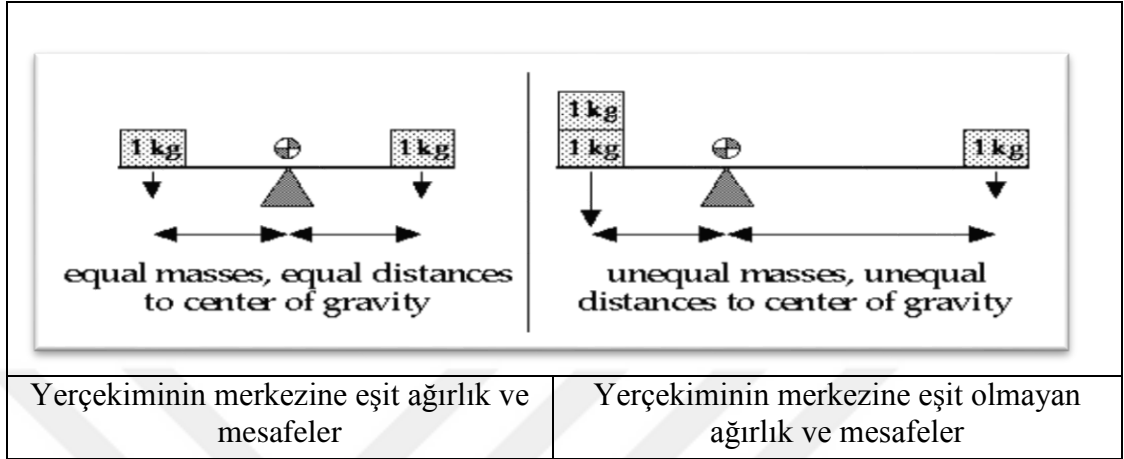 1 kg
1 kg
equal masses, equal distances
to center of gravity
1 kg
1 kg
1 kg
unequal masses, unequal
distances to center of gravity
Yerçekiminin merkezine eşit ağırlık ve
mesafeler
Yerçekiminin merkezine eşit olmayan
ağırlık ve mesafeler